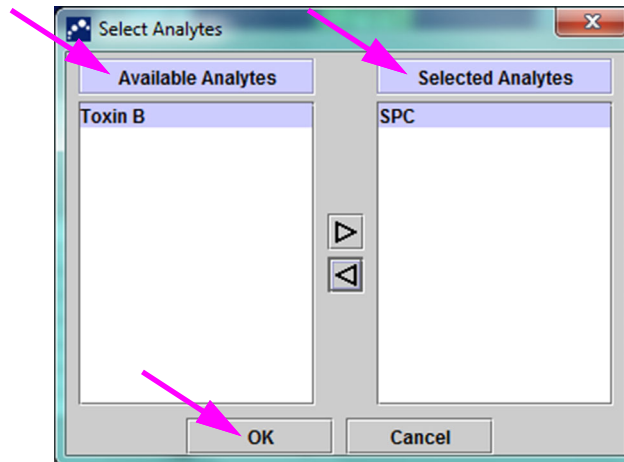 Select Analytes
Available Analytes
Selected Analytes
Toxin B
SPC
OK
Cancel